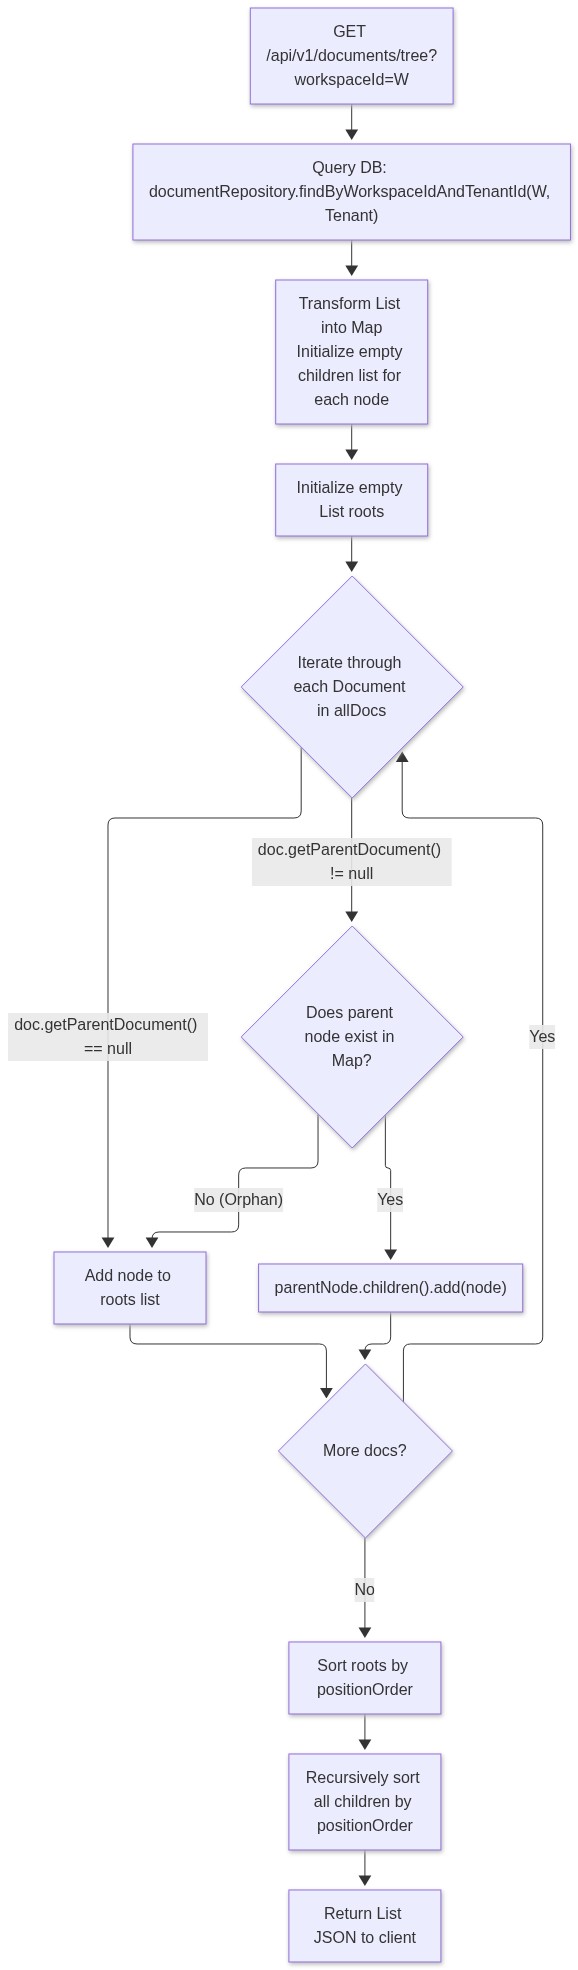 GET
/api/v1/documents/tree?
workspaceId=W
Query DB:
documentRepository.findByWorkspaceIdAndTenantId(W,
Tenant)
Transform List
into Map
Initialize empty
children list for
each node
Initialize empty
List roots
Iterate through
each Document
in allDocs
doc.getParentDocument()
!= null
Does parent
node exist in
Map?
doc.getParentDocument()
== null
Yes
No (Orphan)
Yes
Add node to
roots list
parentNode.children().add(node)
More docs?
No
Sort roots by
positionOrder
Recursively sort
all children by
positionOrder
Return List
JSON to client